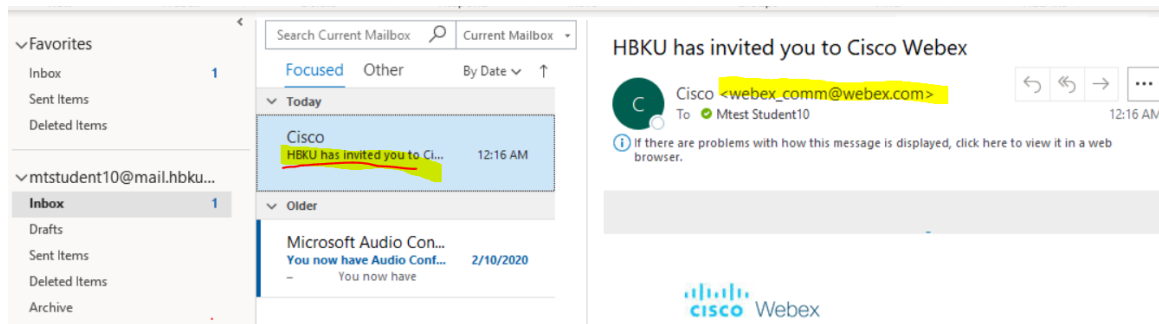 Favorites
Inbox 1
Sent Items
Deleted Items
mtstudent10@mail.hbku...
Inbox 1
Drafts
Sent Items
Deleted Items
Archive
Search Current Mailbox Current Mailbox
Focused Other By Date
Today
Cisco
HBKU has invited you to Ci... 12:16 AM
Older
Microsoft Audio Con...
You now have Audio Conf... 2/10/2020
– You now have
HBKU has invited you to Cisco Webex
C
Cisco <webex_comm@webex.com>
To Mtest Student10 12:16 AM
If there are problems with how this message is displayed, click here to view it in a web
browser.
CISCO Webex